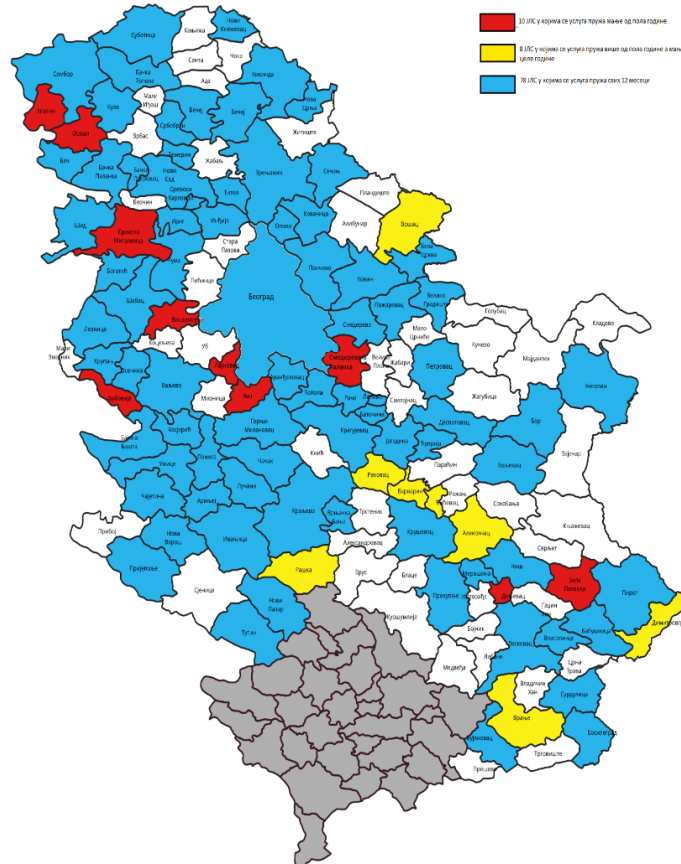 10 ЈЛС у којима се услуга пружа мање од пола године
8 ЈЛС у којима се услуга пружа више од пола године а мање
целе године
78 ЈЛС у којима се услуга пружа свих 12 месеци
Суботица
Кањижа
Нови
Кнежевац
Чока
Сента
Ада
Сомбор
Бачка
Топола
Мали
Иђош
Кикинда
Апатин
Оџаци
Кула
Врбас
Србобран
Бечеј
Бечеј
Нова
Црња
Житиште
Бач
Бачка
Паланка
Бачки
Петровац
Нови
Сад
Темерин
Жабаљ
Зрењанин
Сечањ
Сремски
Карловци
Тител
Беочин
Пландиште
Вршац
Алибунар
Шид
Сремска
Митровица
Ириг
Инђија
Рума
Стара
Пазова
Опово
Ковачица
Панчево
Ковин
Бела
Црква
Пећинци
Богатић
Шабац
Београд
Велико
Градиште
Пожаревац
Смедерево
Голубац
Кладово
Кучево
Мајданпек
Мало
Црниће
Лозница
Коцељева
Уб
Мали
Зворник
Крупањ
Осечина
Лајковац
Смедеревска
Паланка
Велика
Плана
Жабари
Петровац
Жагубица
Неготин
Љубовија
Ваљево
Мионица
Љиг
Аранђеловац
Топола
Рача
Свилајнац
Баточина
Бор
Деспотовац
Бајина
Башта
Косјерић
Горњи
Милановац
Крагујевац
Јагодина
Ћуприја
Бољевац
Зајечар
Ужице
Пожега
Чачак
Кнић
Рековац
Параћин
Чајетина
Ариље
Лучани
Варварин
Ражањ
Ћићевац
Сокобања
Књажевац
Прибој
Нова
Варош
Ивањица
Краљево
Врњачка
Бања
Трстеник
Крушевац
Алексинац
Сврљиг
Пријепоље
Сјеница
Рашка
Александровац
Брус
Блаце
Мерошина
Ниш
Бела
Паланка
Пирот
Нови
Пазар
Тутин
Куршумлија
Прокупље
Житорађа
Дољевац
Гаџин
Бабушница
Димитровград
Бојник
Лесковац
Власотинце
Лебане
Медвеђа
Црна
Трава
Владичин
Хан
Сурдулица
Врање
Босилеград
Бујановац
Трговиште
Прешево